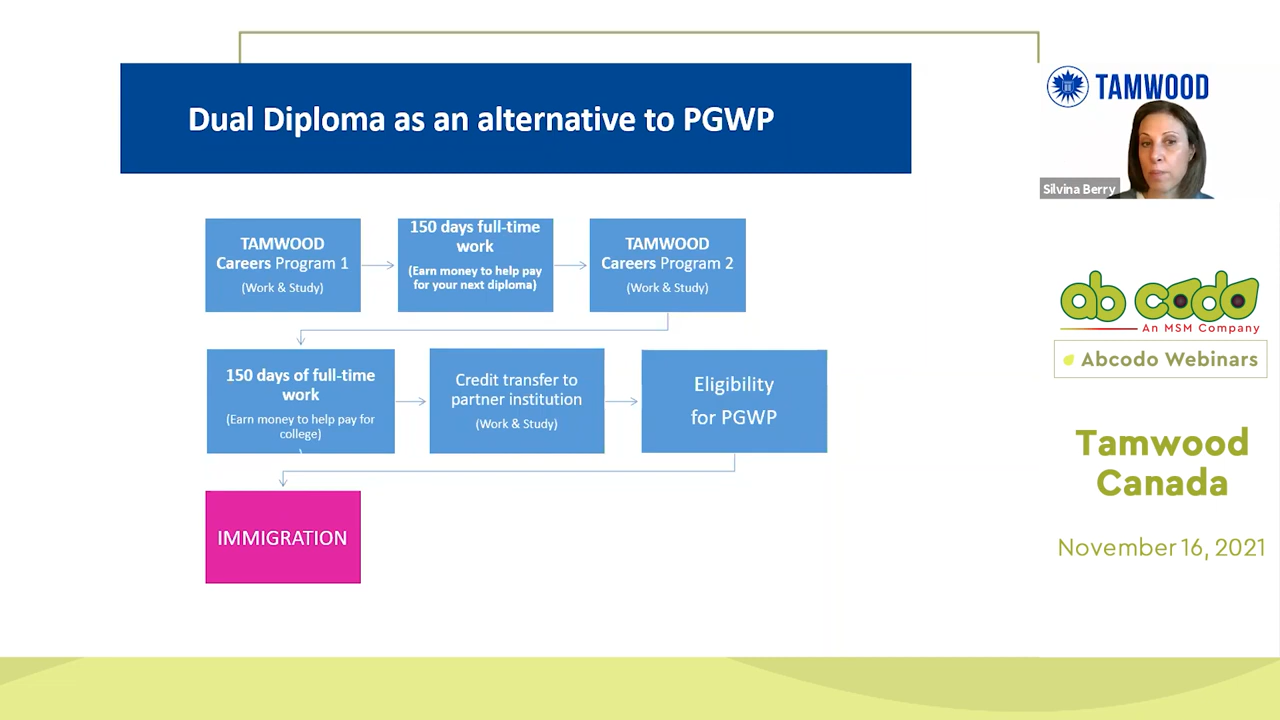 Dual Diploma as an alternative to PGWP
TAMWOOD
Silvina Berry
TAMWOOD
Careers Program 1
(Work & Study)
150 days full-time
work
(Earn money to help pay
for your next diploma)
TAMWOOD
Careers Program 2
(Work & Study)
150 days of full-time
work
(Earn money to help pay for
college)
)
Credit transfer to
partner institution
(Work & Study)
Eligibility
for PGWP
IMMIGRATION
abcodo
An MSM Company
Abcodo Webinars
Tamwood
Canada
November 16, 2021